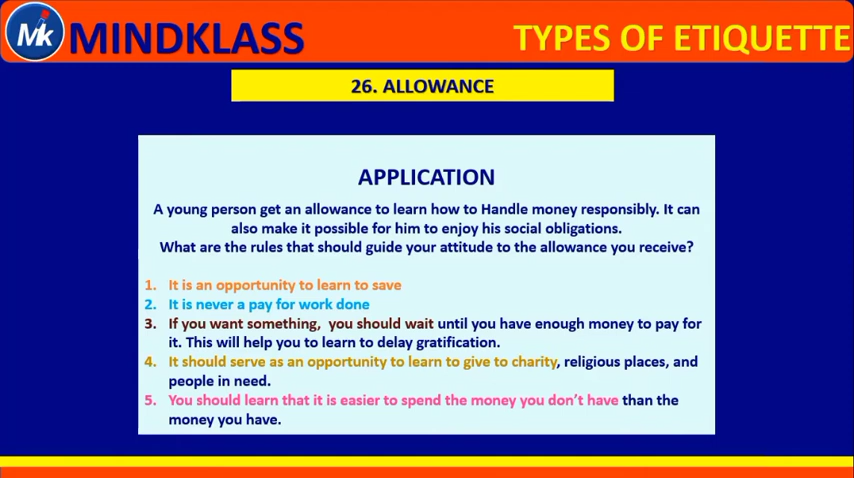 Mk MINDKLASS
TYPES OF ETIQUETTE
26. ALLOWANCE
APPLICATION
A young person get an allowance to learn how to Handle money responsibly. It can
also make it possible for him to enjoy his social obligations.
What are the rules that should guide your attitude to the allowance you receive?
1. It is an opportunity to learn to save
2. It is never a pay for work done
3. If you want something, you should wait until you have enough money to pay for
it. This will help you to learn to delay gratification.
4. It should serve as an opportunity to learn to give to charity, religious places, and
people in need.
5. You should learn that it is easier to spend the money you don't have than the
money you have.